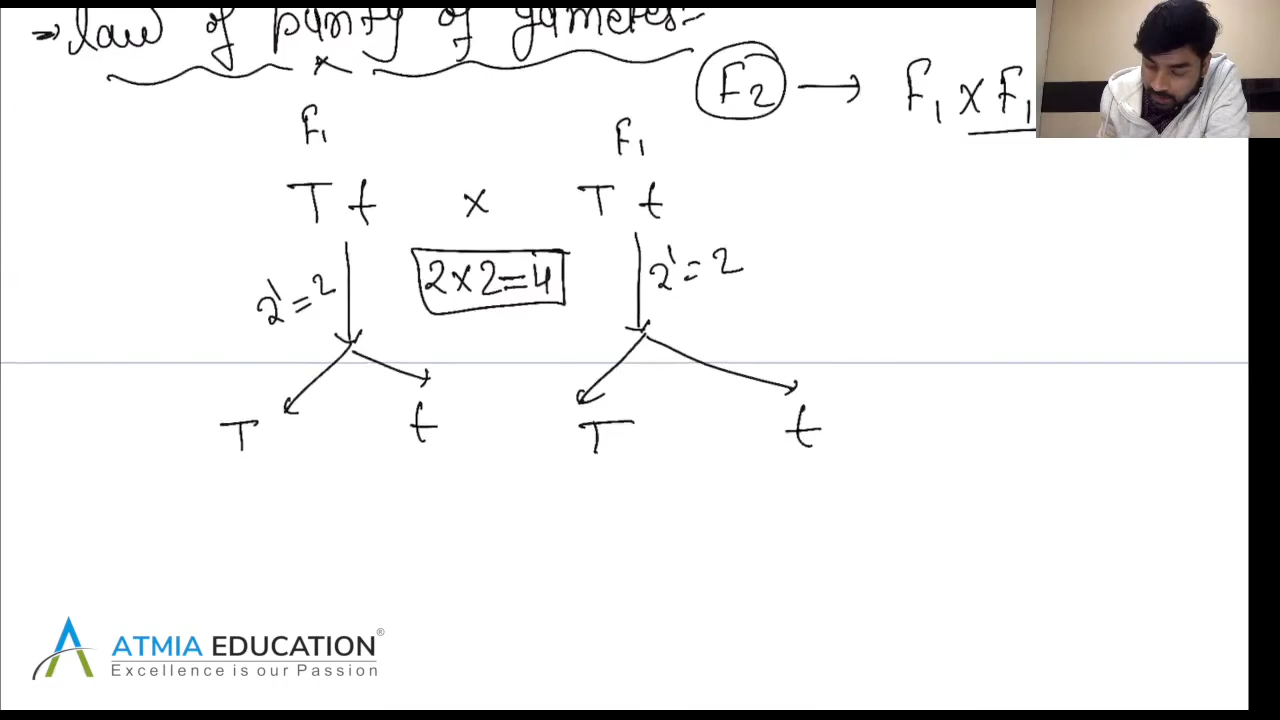 → law of purity of gametes:-
F2 → F1 x F1
F1 F1
T t x T t
2¹=2 2x2=4 2¹=2
T t T t
ATMIA EDUCATION®
Excellence is our Passion